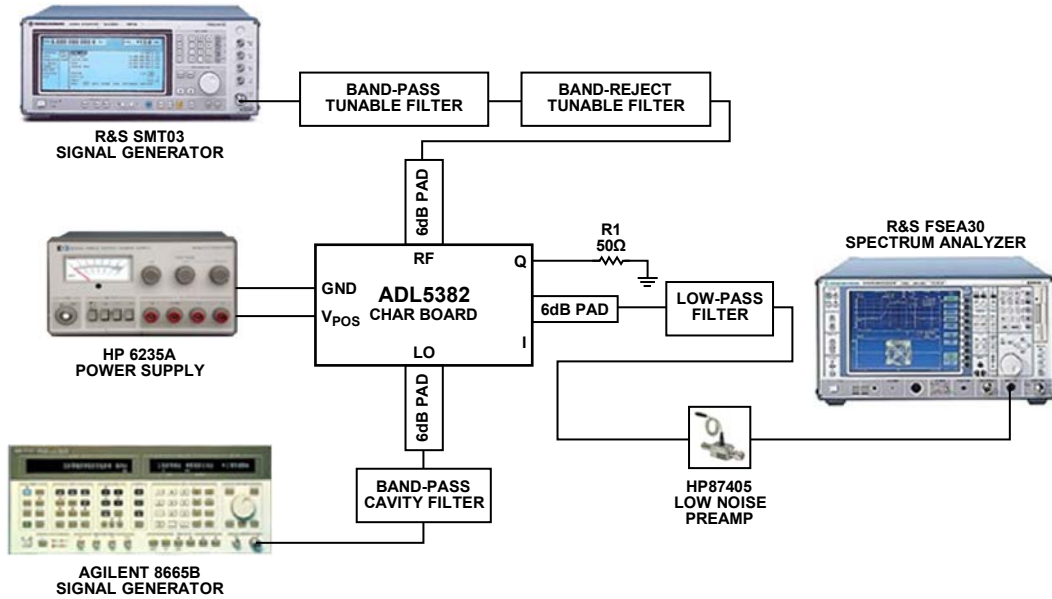 BAND-PASS
TUNABLE FILTER
BAND-REJECT
TUNABLE FILTER
R&S SMT03
SIGNAL GENERATOR
6dB PAD
R1
50Ω
R&S FSEA30
SPECTRUM ANALYZER
RF
Q
GND
ADL5382
CHAR BOARD
VPOS
6dB PAD
LOW-PASS
FILTER
LO
I
HP 6235A
POWER SUPPLY
6dB PAD
BAND-PASS
CAVITY FILTER
HP87405
LOW NOISE
PREAMP
AGILENT 8665B
SIGNAL GENERATOR